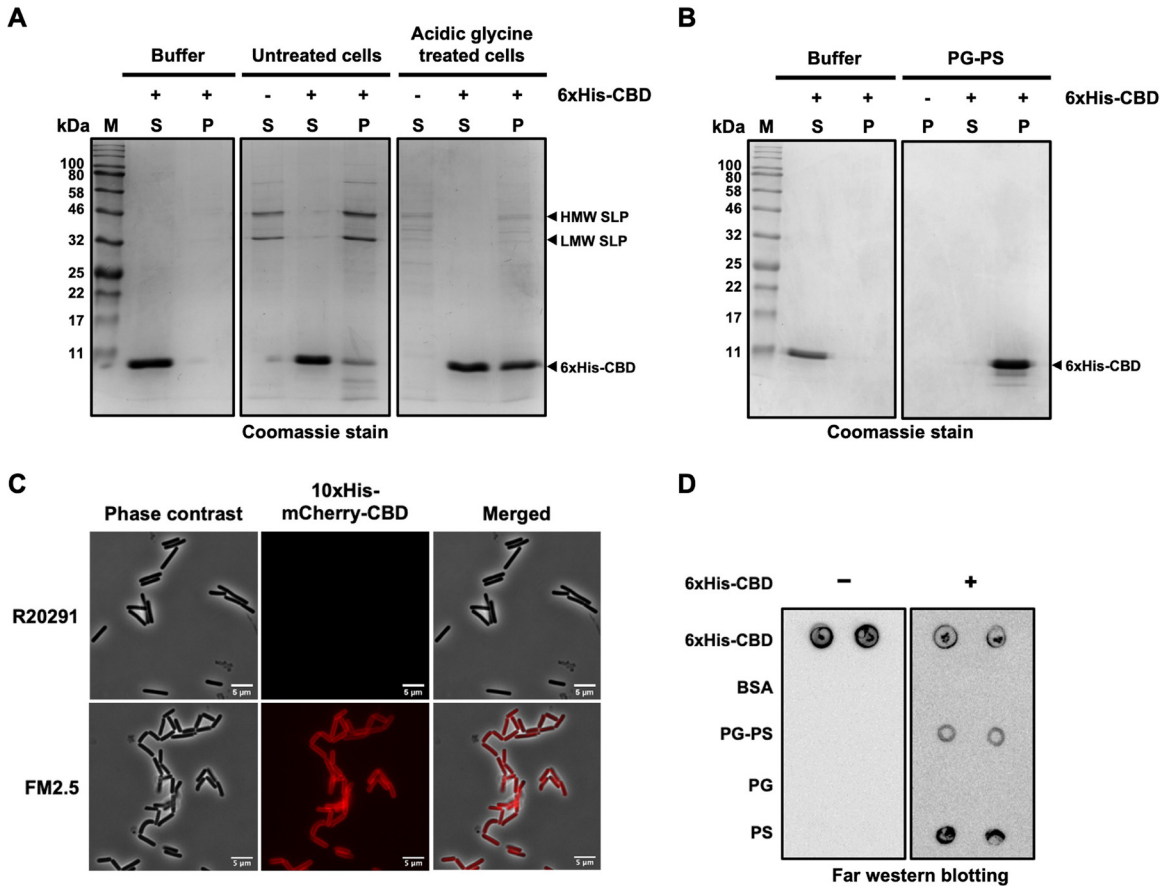 A
Buffer
Untreated cells
Acidic glycine
treated cells
+ + - + + - + + 6xHis-CBD
kDa M S P S S P S S P
100
80
58
46
32
25
22
17
11
HMW SLP
LMW SLP
6xHis-CBD
Coomassie stain
B
Buffer
PG-PS
+ + - + + 6xHis-CBD
kDa M S P P S P
100
80
58
46
32
25
22
17
11
6xHis-CBD
Coomassie stain
C
Phase contrast
10xHis-
mCherry-CBD
Merged
R20291
5 µm
5 µm
5 µm
FM2.5
5 µm
5 µm
5 µm
D
6xHis-CBD - +
6xHis-CBD
BSA
PG-PS
PG
PS
Far western blotting